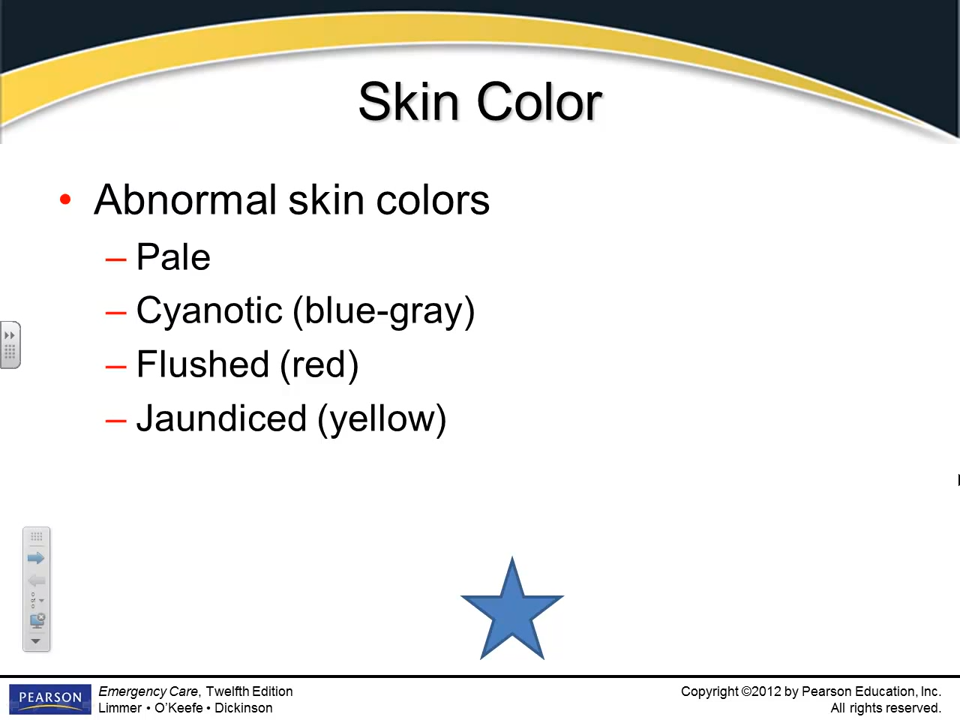 Skin Color
• Abnormal skin colors
– Pale
– Cyanotic (blue-gray)
– Flushed (red)
– Jaundiced (yellow)
PEARSON
Emergency Care, Twelfth Edition
Limmer • O’Keefe • Dickinson
Copyright ©2012 by Pearson Education, Inc.
All rights reserved.